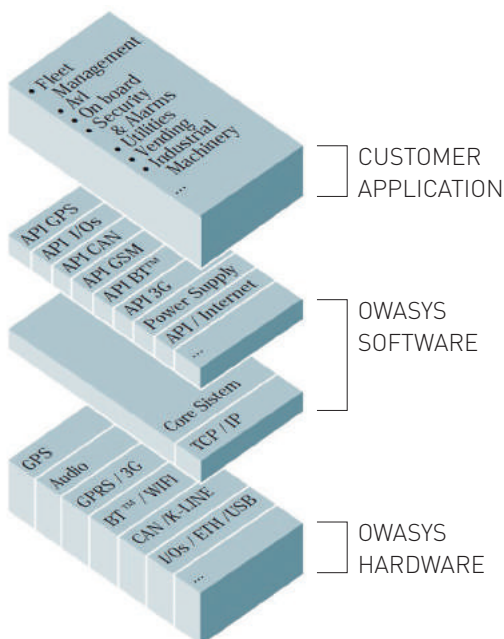 • Fleet
Management
• Avl
• On board
• Security
& Alarms
• Utilities
• Vending
• Industrial
Machinery
...
CUSTOMER
APPLICATION
API GPS
API I/Os
API CAN
API GSM
API BT™
API 3G
Power Supply
API / Internet
...
OWASYS
SOFTWARE
Core Sistem
TCP / IP
GPS
Audio
GPRS / 3G
BT™ / WIFI
CAN /K-LINE
I/Os / ETH /USB
...
OWASYS
HARDWARE